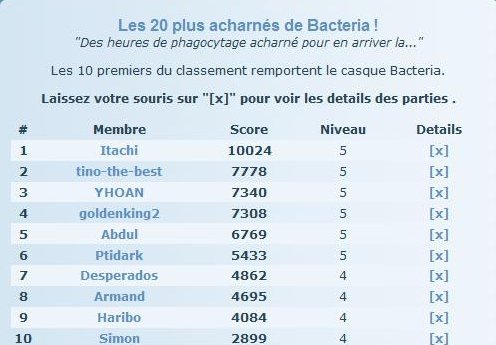 Les 20 plus acharnés de Bacteria !
"Des heures de phagocytage acharné pour en arriver la..."
Les 10 premiers du classement remportent le casque Bacteria.
Laissez votre souris sur "[x]" pour voir les details des parties .
# Membre Score Niveau Details
1 Itachi 10024 5 [x]
2 tino-the-best 7778 5 [x]
3 YHOAN 7340 5 [x]
4 goldenking2 7308 5 [x]
5 Abdul 6769 5 [x]
6 Ptidark 5433 5 [x]
7 Desperados 4862 4 [x]
8 Armand 4695 4 [x]
9 Haribo 4084 4 [x]
10 Simon 2899 4 [x]